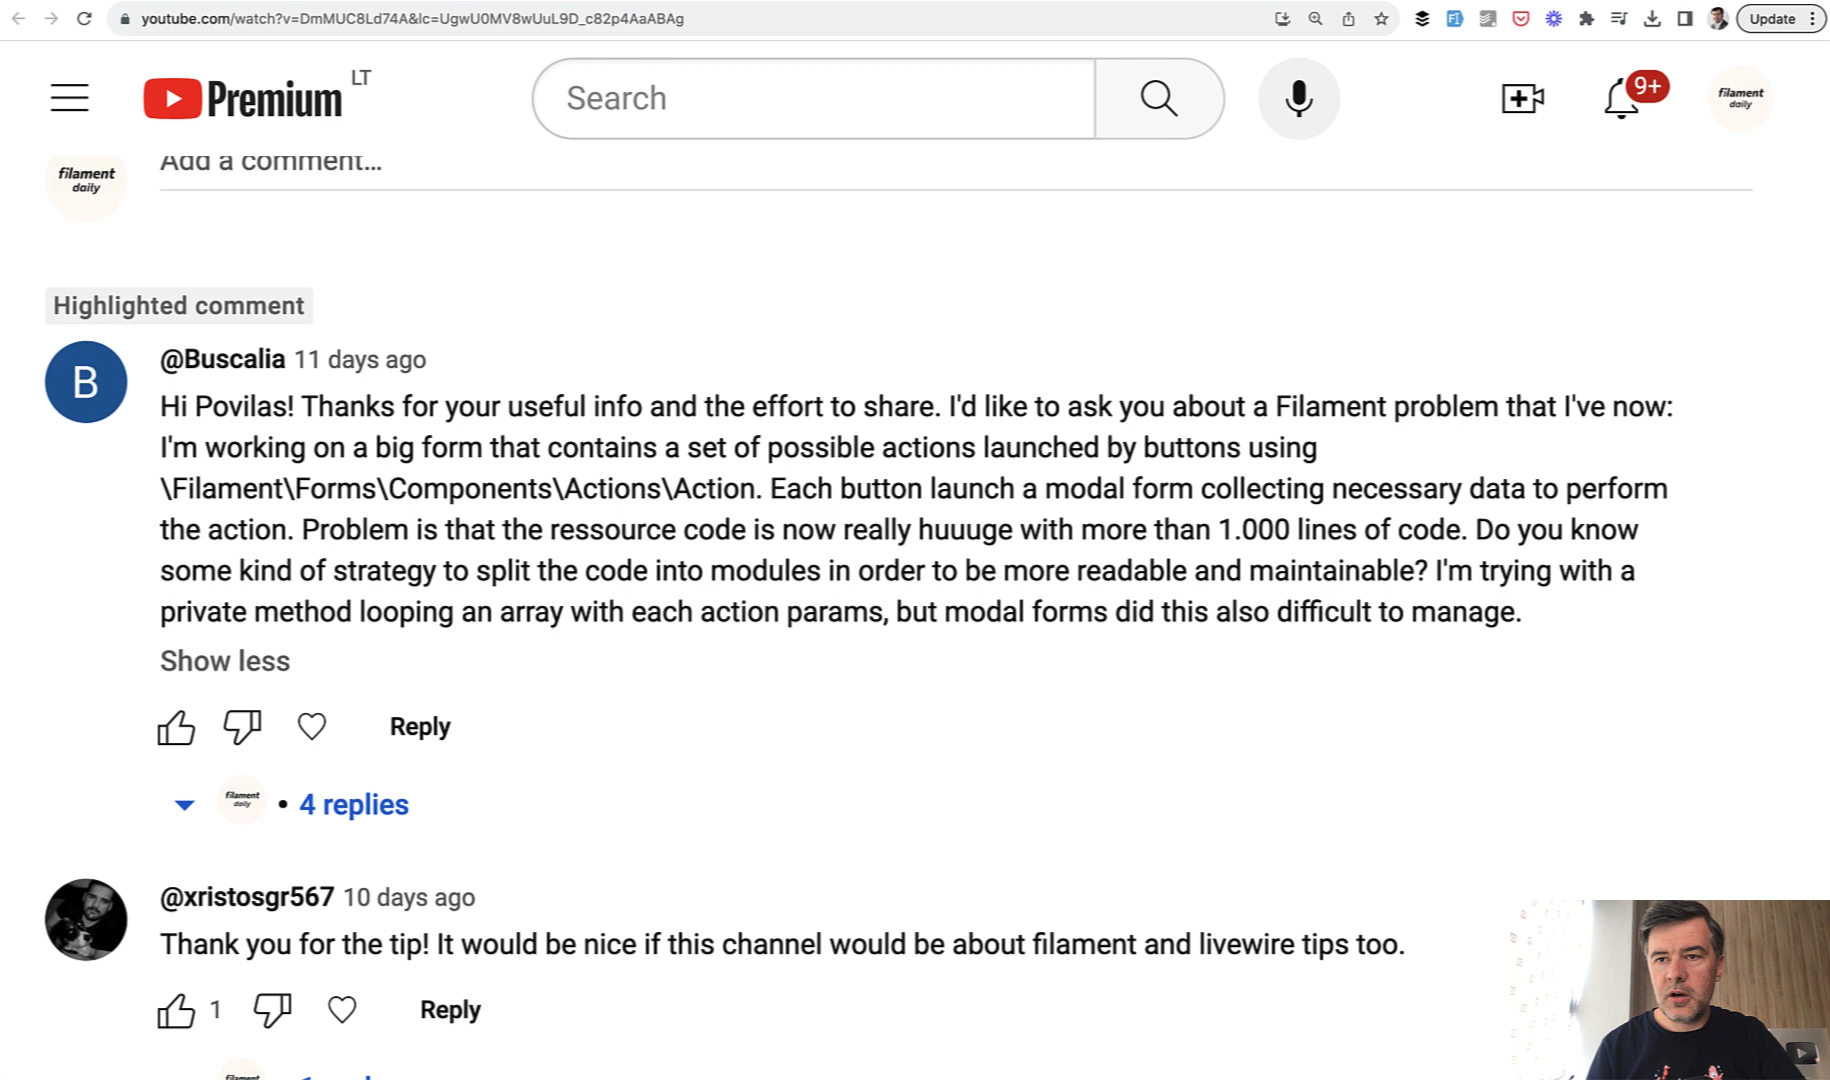 youtube.com/watch?v=DmMUC8Ld74A&lc=UgwU0MV8wUuL9D_c82p4AaABAg
Update
Premium LT
Search
9+
filament
daily
filament
daily
Add a comment...
Highlighted comment
B
@Buscalia 11 days ago
Hi Povilas! Thanks for your useful info and the effort to share. I'd like to ask you about a Filament problem that I've now:
I'm working on a big form that contains a set of possible actions launched by buttons using
\Filament\Forms\Components\Actions\Action. Each button launch a modal form collecting necessary data to perform
the action. Problem is that the ressource code is now really huuuge with more than 1.000 lines of code. Do you know
some kind of strategy to split the code into modules in order to be more readable and maintainable? I'm trying with a
private method looping an array with each action params, but modal forms did this also difficult to manage.
Show less
Reply
filament
daily
• 4 replies
@xristosgr567 10 days ago
Thank you for the tip! It would be nice if this channel would be about filament and livewire tips too.
1
Reply
filament